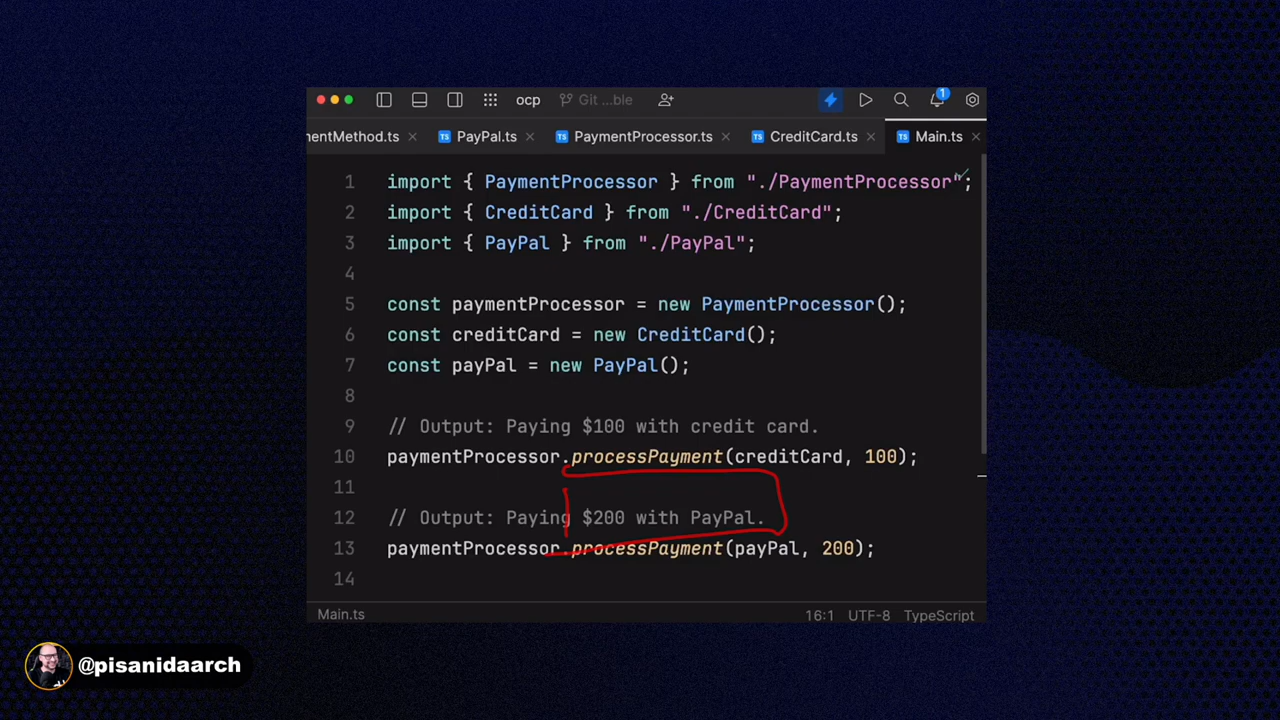 ocp Git ...ble 1
mentMethod.ts PayPal.ts PaymentProcessor.ts CreditCard.ts Main.ts
1 import { PaymentProcessor } from "./PaymentProcessor";
2 import { CreditCard } from "./CreditCard";
3 import { PayPal } from "./PayPal";
4
5 const paymentProcessor = new PaymentProcessor();
6 const creditCard = new CreditCard();
7 const payPal = new PayPal();
8
9 // Output: Paying $100 with credit card.
10 paymentProcessor.processPayment(creditCard, 100);
11
12 // Output: Paying $200 with PayPal.
13 paymentProcessor.processPayment(payPal, 200);
14
Main.ts 16:1 UTF-8 TypeScript
@pisanidaarch